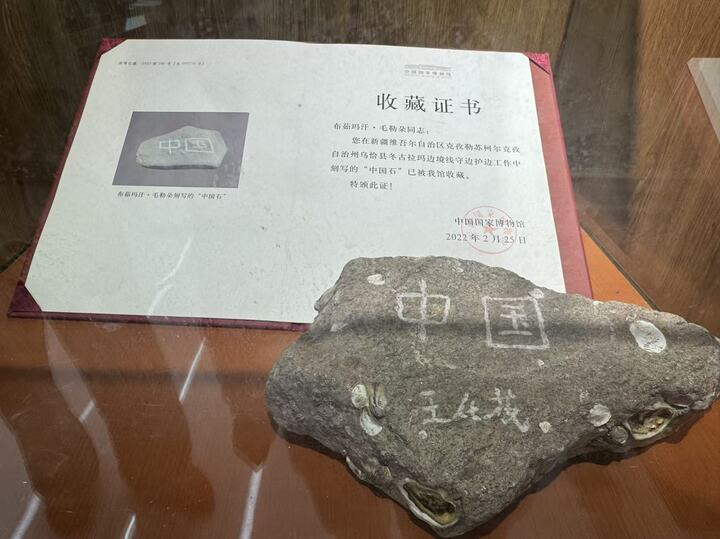 中国国家博物馆
收藏证书
布茹玛汗·毛勒朵同志：
您在新疆维吾尔自治区克孜勒苏柯尔克孜
自治州乌恰县冬古拉玛边境线守边护边工作中
刻写的“中国石”已被我馆收藏。
特颁此证！
中国国家博物馆
2022年2月25日
中国
布茹玛汗·毛勒朵刻写的“中国石”
中国
王仕茂